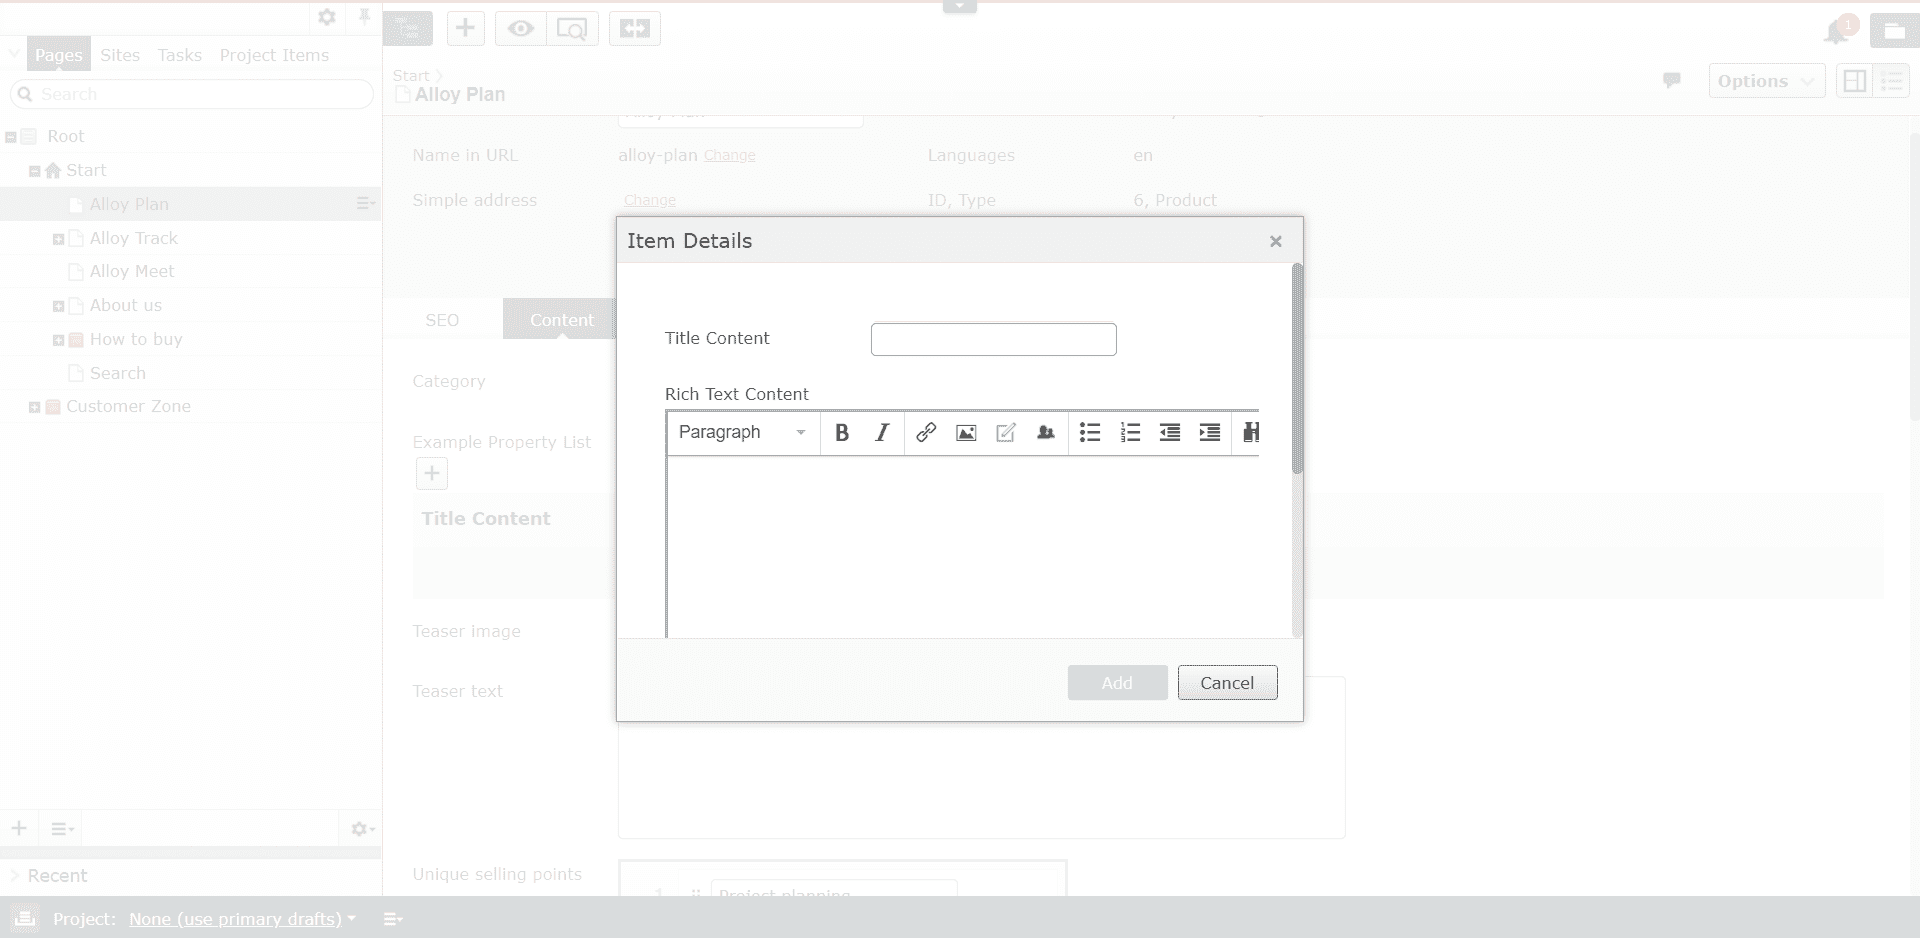 Pages Sites Tasks Project Items
Search
Root
Start
Alloy Plan
Alloy Track
Alloy Meet
About us
How to buy
Search
Customer Zone
Recent
1
Start
Alloy Plan
Options
Name in URL alloy-plan Change Languages en
Simple address Change ID, Type 6, Product
SEO Content
Category
Example Property List
Title Content
Teaser image
Teaser text
Unique selling points
1 Project planning
Item Details
Title Content
Rich Text Content
Paragraph B I
Add Cancel
Project: None (use primary drafts)